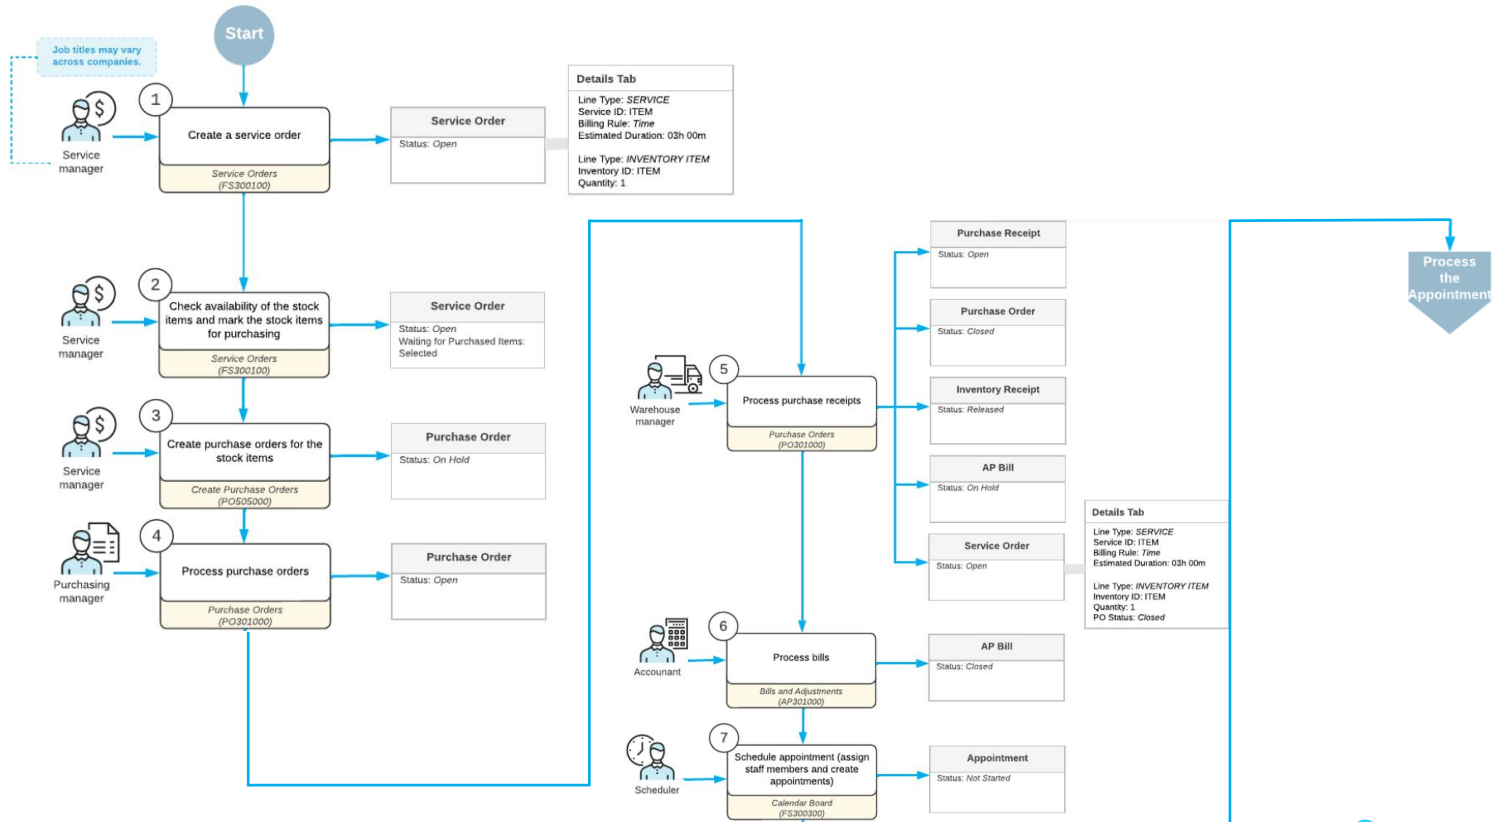 Start
Job titles may vary
across companies.
1
Create a service order
Service Orders
(FS300100)
Service
manager
Service Order
Status: Open
Details Tab
Line Type: SERVICE
Service ID: ITEM
Billing Rule: Time
Estimated Duration: 03h 00m
Line Type: INVENTORY ITEM
Inventory ID: ITEM
Quantity: 1
2
Check availability of the stock
items and mark the stock items
for purchasing
Service Orders
(FS300100)
Service
manager
Service Order
Status: Open
Waiting for Purchased Items:
Selected
3
Create purchase orders for the
stock items
Create Purchase Orders
(PO505000)
Service
manager
Purchase Order
Status: On Hold
4
Process purchase orders
Purchase Orders
(PO301000)
Purchasing
manager
Purchase Order
Status: Open
5
Process purchase receipts
Purchase Orders
(PO301000)
Warehouse
manager
Purchase Receipt
Status: Open
Purchase Order
Status: Closed
Inventory Receipt
Status: Released
AP Bill
Status: On Hold
Service Order
Status: Open
Details Tab
Line Type: SERVICE
Service ID: ITEM
Billing Rule: Time
Estimated Duration: 03h 00m
Line Type: INVENTORY ITEM
Inventory ID: ITEM
Quantity: 1
PO Status: Closed
6
Process bills
Bills and Adjustments
(AP301000)
Accounant
AP Bill
Status: Closed
7
Schedule appointment (assign
staff members and create
appointments)
Calendar Board
(FS300300)
Scheduler
Appointment
Status: Not Started
Process
the
Appointment